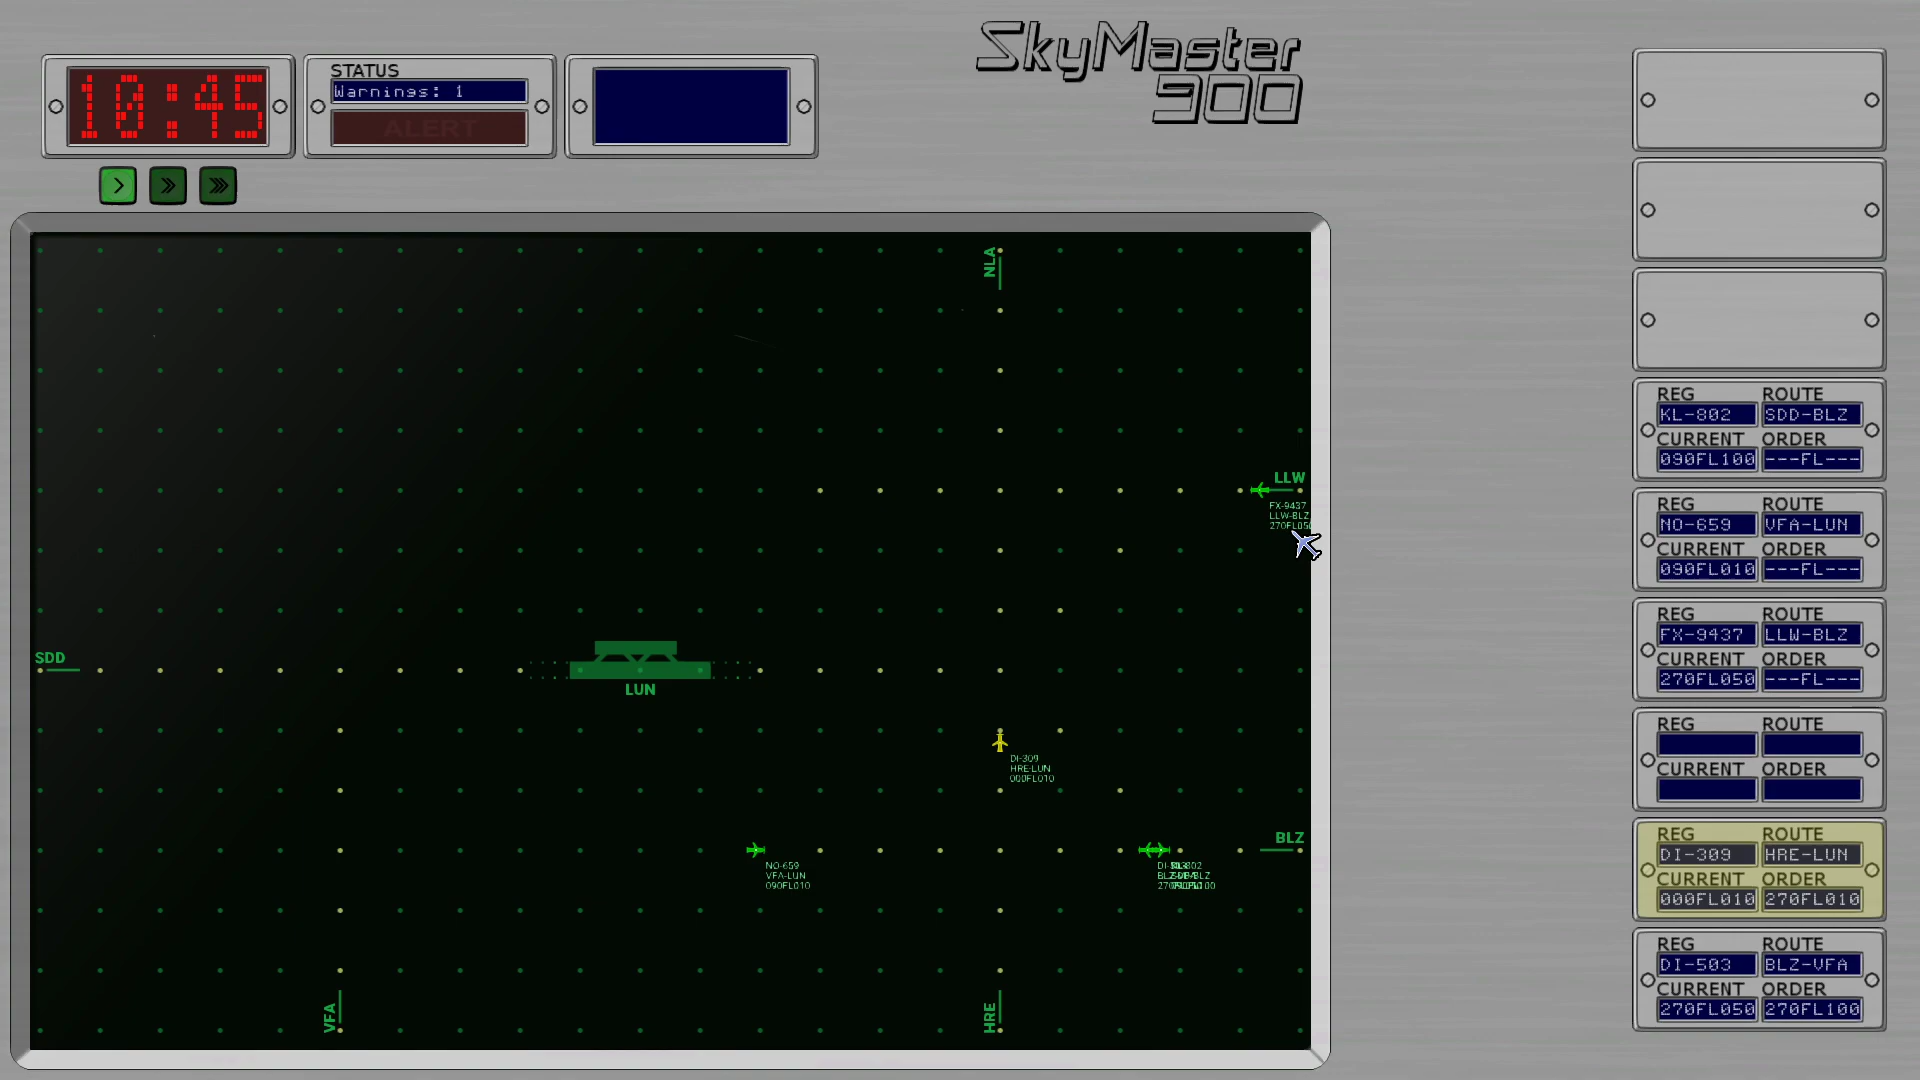 SkyMaster
900
10:45
STATUS
Warnings: 1
ALERT
NLA
LLW
FX-9437
LLW-BLZ
270FL050
SDD
LUN
DI-309
HRE-LUN
000FL010
BLZ
NO-659
VFA-LUN
090FL010
VFA
HRE
REG ROUTE
KL-802 SDD-BLZ
CURRENT ORDER
090FL100 ---FL---
REG ROUTE
NO-659 VFA-LUN
CURRENT ORDER
090FL010 ---FL---
REG ROUTE
FX-9437 LLW-BLZ
CURRENT ORDER
270FL050 ---FL---
REG ROUTE
CURRENT ORDER
REG ROUTE
DI-309 HRE-LUN
CURRENT ORDER
000FL010 270FL010
REG ROUTE
DI-503 BLZ-VFA
CURRENT ORDER
270FL050 270FL100